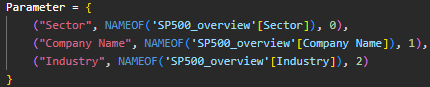 Parameter = {
    ("Sector", NAMEOF('SP500_overview'[Sector]), 0),
    ("Company Name", NAMEOF('SP500_overview'[Company Name]), 1),
    ("Industry", NAMEOF('SP500_overview'[Industry]), 2)
}